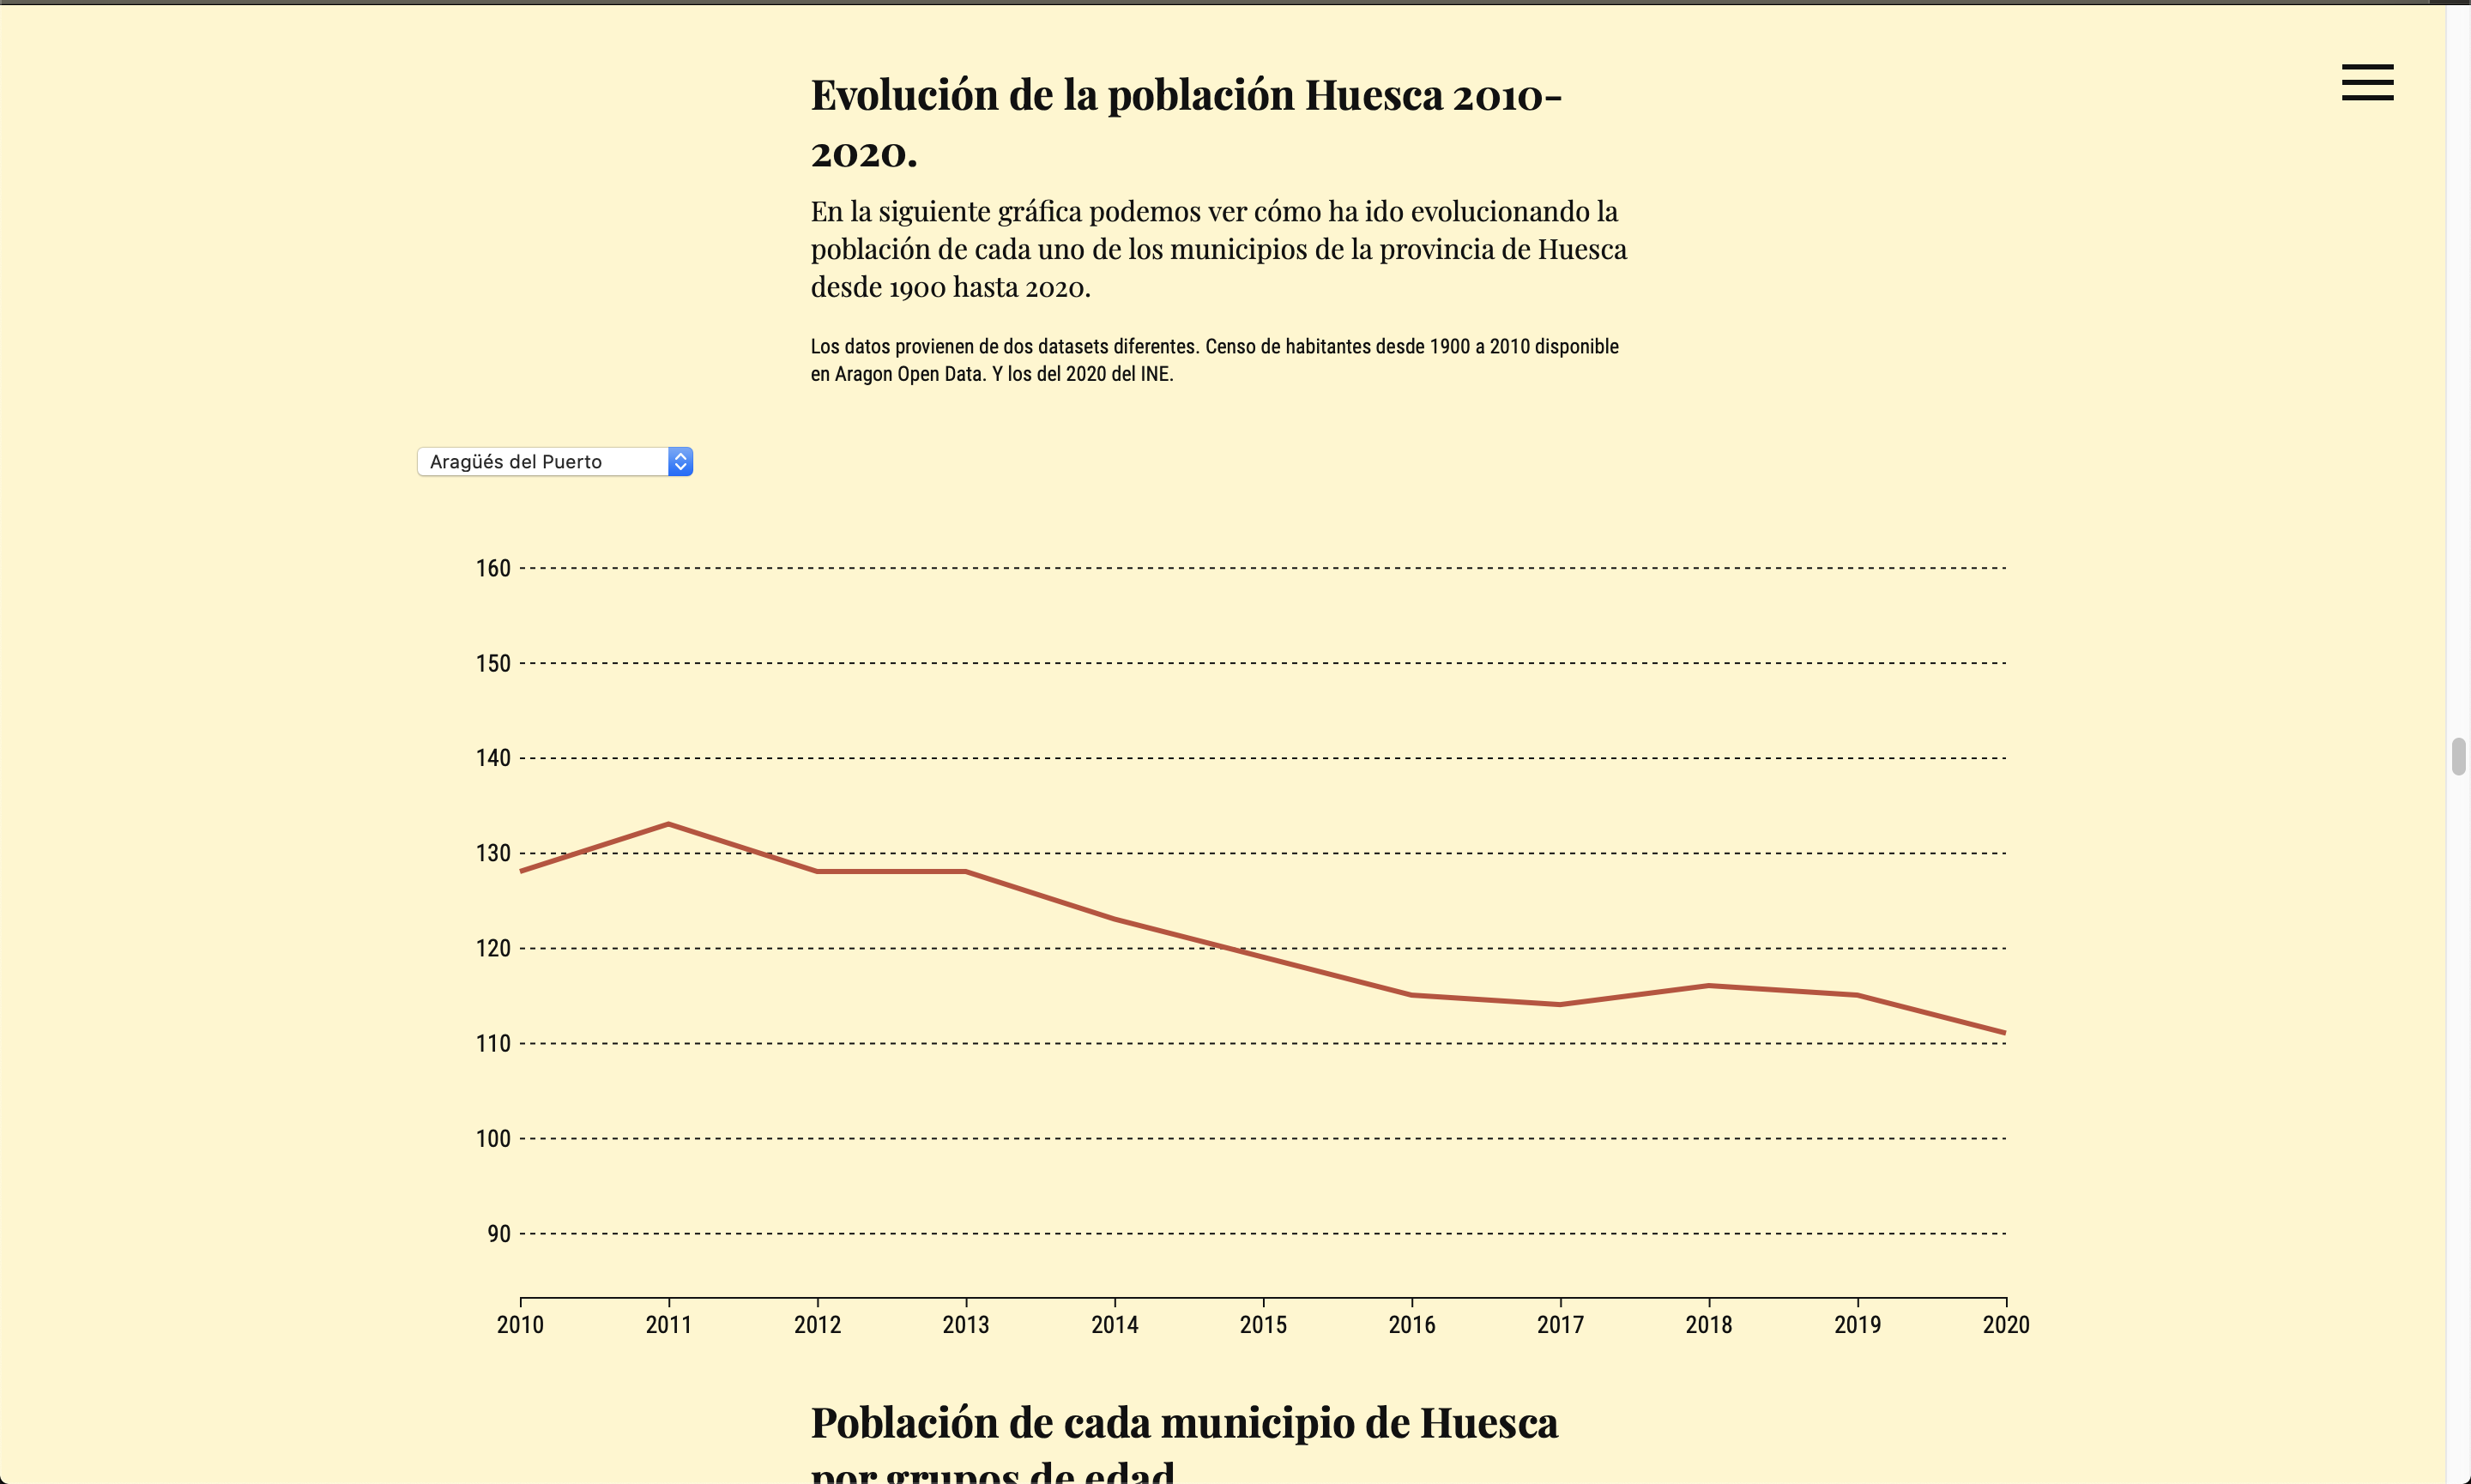 Evolución de la población Huesca 2010-
2020.
En la siguiente gráfica podemos ver cómo ha ido evolucionando la
población de cada uno de los municipios de la provincia de Huesca
desde 1900 hasta 2020.
Los datos provienen de dos datasets diferentes. Censo de habitantes desde 1900 a 2010 disponible
en Aragon Open Data. Y los del 2020 del INE.
Aragüés del Puerto
160
150
140
130
120
110
100
90
2010 2011 2012 2013 2014 2015 2016 2017 2018 2019 2020
Población de cada municipio de Huesca
por grupos de edad